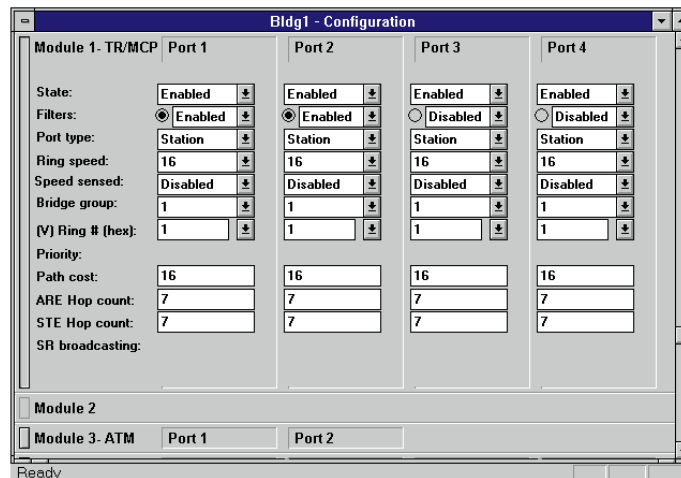 Bldg1 - Configuration
Module 1- TR/MCP Port 1 Port 2 Port 3 Port 4
State: Enabled Enabled Enabled Enabled
Filters: Enabled Enabled Disabled Disabled
Port type: Station Station Station Station
Ring speed: 16 16 16 16
Speed sensed: Disabled Disabled Disabled Disabled
Bridge group: 1 1 1 1
(V) Ring # (hex): 1 1 1 1
Priority:
Path cost: 16 16 16 16
ARE Hop count: 7 7 7 7
STE Hop count: 7 7 7 7
SR broadcasting:
Module 2
Module 3- ATM Port 1 Port 2
Ready